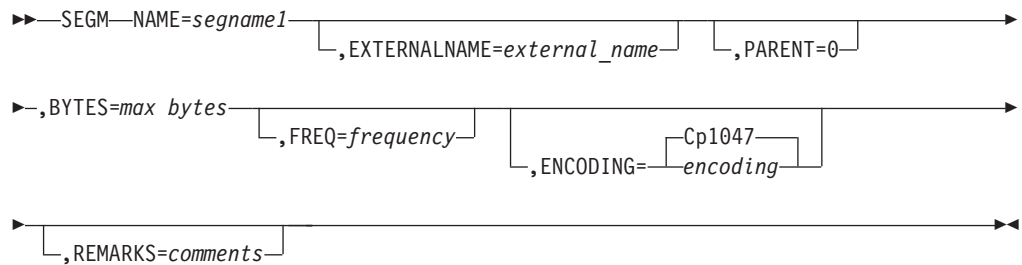 SEGM NAME=segname1
,EXTERNALNAME=external_name ,PARENT=0
,BYTES=max bytes
,FREQ=frequency
Cp1047
,ENCODING= encoding
,REMARKS=comments